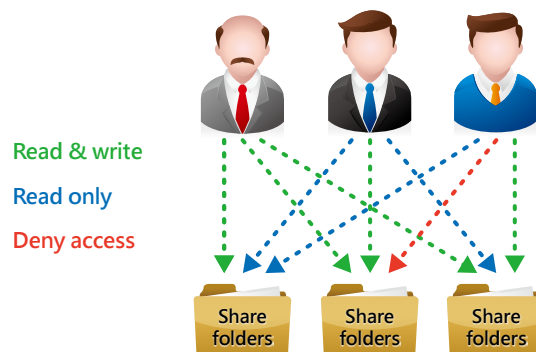 Read & write
Read only
Deny access
Share
folders
Share
folders
Share
folders